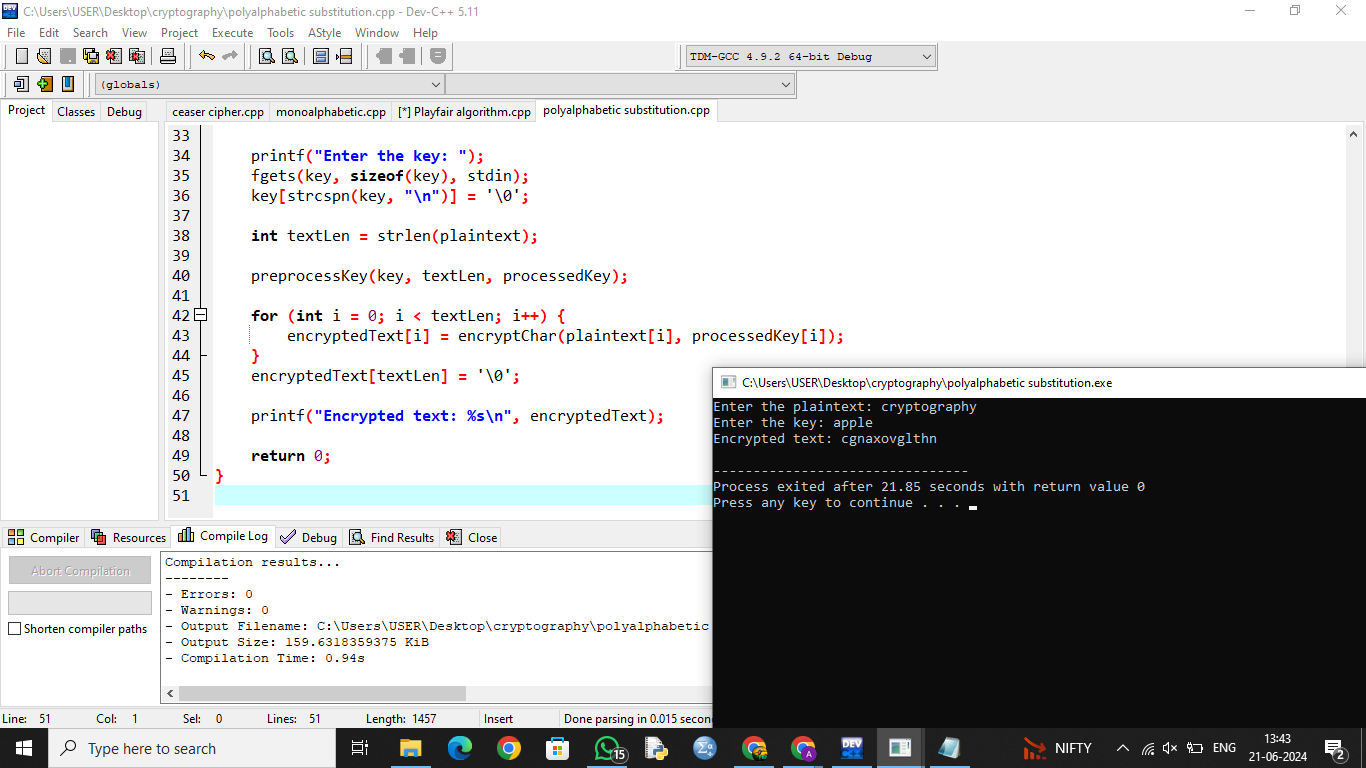 C:\Users\USER\Desktop\cryptography\polyalphabetic substitution.cpp - Dev-C++ 5.11
File Edit Search View Project Execute Tools AStyle Window Help
TDM-GCC 4.9.2 64-bit Debug
(globals)
Project Classes Debug
ceaser cipher.cpp monoalphabetic.cpp [*] Playfair algorithm.cpp polyalphabetic substitution.cpp
33
34 printf("Enter the key: ");
35 fgets(key, sizeof(key), stdin);
36 key[strcspn(key, "\n")] = '\0';
37
38 int textLen = strlen(plaintext);
39
40 preprocessKey(key, textLen, processedKey);
41
42 for (int i = 0; i < textLen; i++) {
43 encryptedText[i] = encryptChar(plaintext[i], processedKey[i]);
44 }
45 encryptedText[textLen] = '\0';
46
47 printf("Encrypted text: %s\n", encryptedText);
48
49 return 0;
50 }
51
C:\Users\USER\Desktop\cryptography\polyalphabetic substitution.exe
Enter the plaintext: cryptography
Enter the key: apple
Encrypted text: cgnaxovglthn
--------------------------------
Process exited after 21.85 seconds with return value 0
Press any key to continue . . .
Compiler Resources Compile Log Debug Find Results Close
Abort Compilation
Shorten compiler paths
Compilation results...
--------
- Errors: 0
- Warnings: 0
- Output Filename: C:\Users\USER\Desktop\cryptography\polyalphabetic
- Output Size: 159.6318359375 KiB
- Compilation Time: 0.94s
Line: 51 Col: 1 Sel: 0 Lines: 51 Length: 1457 Insert Done parsing in 0.015 secon
Type here to search
15
DEV
A
NIFTY
ENG
13:43
21-06-2024
2